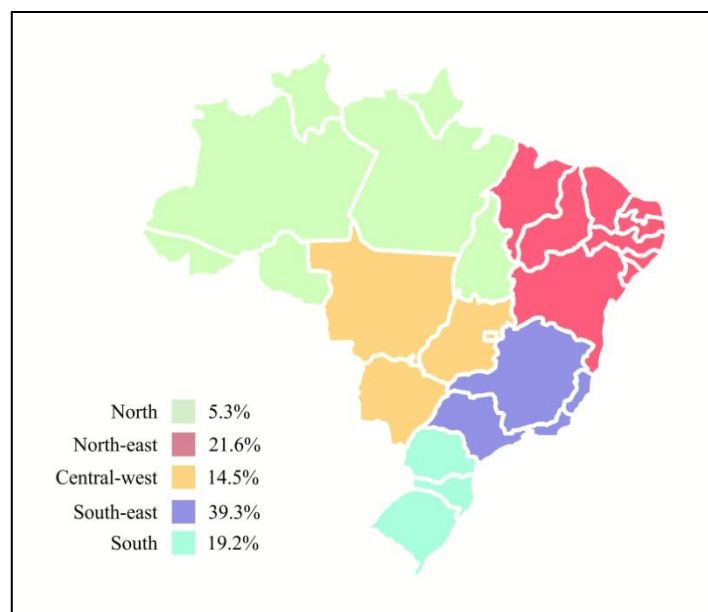 North 5.3%
North-east 21.6%
Central-west 14.5%
South-east 39.3%
South 19.2%